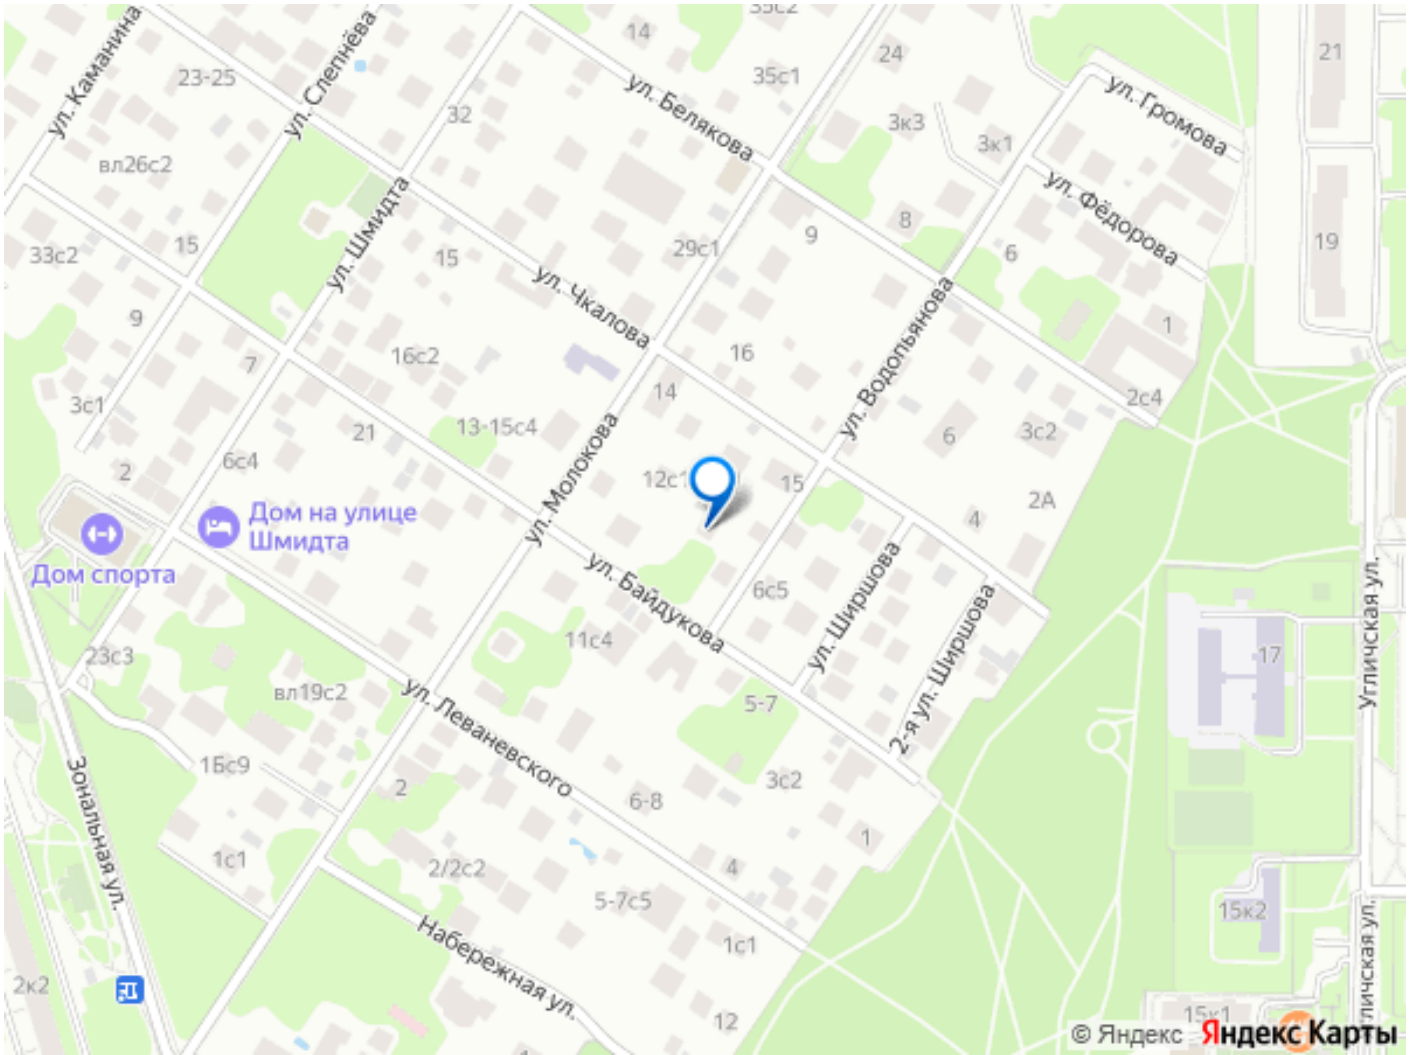 35с2
14
21
24
ул. Каманина
ул. Слепнёва
23-25
35с1
ул. Громова
ул. Белякова
32
3к3
3к1
вл26с2
ул. Фёдорова
ул. Шмидта
8
9
19
15
33с2
15
29с1
6
ул. Чкалова
ул. Водопьянова
9
1
16с2
16
7
14
2с4
3с1
13-15с4
21
ул. Молокова
6
3с2
6с4
2
12с1
15
2А
Дом на улице
Шмидта
4
Дом спорта
ул. Байдукова
6с5
ул. Ширшова
2-я ул. Ширшова
Угличская ул.
11с4
23с3
17
вл19с2
ул. Леваневского
5-7
Зональная ул.
1Бс9
3с2
2
6-8
1
1с1
2/2с2
4
5-7с5
15к2
Набережная ул.
1с1
2к2
12
15к1
© Яндекс Яндекс Карты